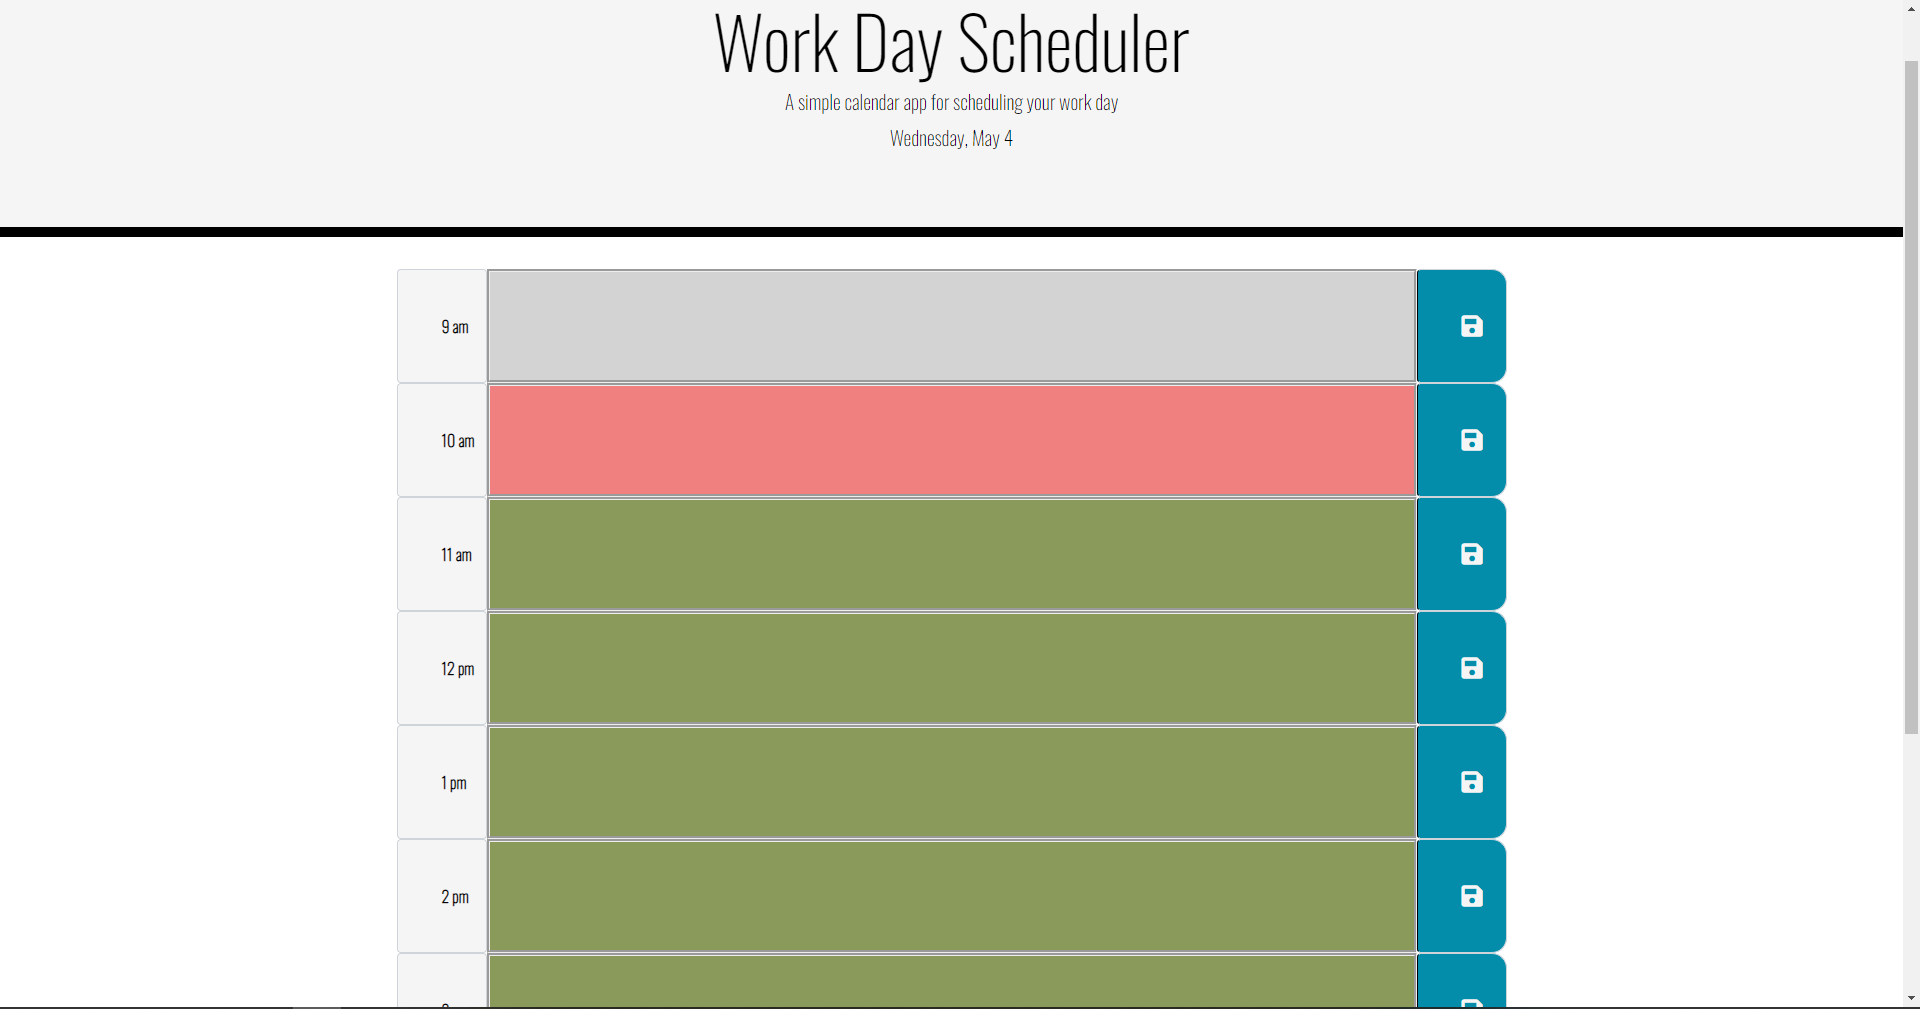 Work Day Scheduler
A simple calendar app for scheduling your work day
Wednesday, May 4
9 am
10 am
11 am
12 pm
1 pm
2 pm